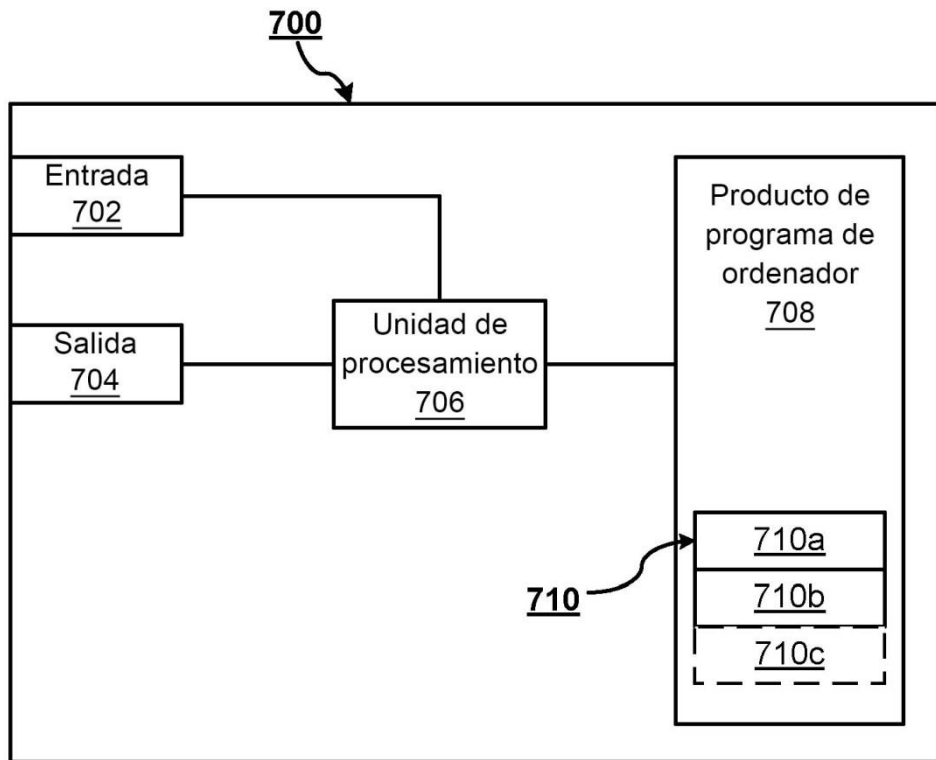 700
Entrada
702
Salida
704
Unidad de
procesamiento
706
Producto de
programa de
ordenador
708
710
710a
710b
710c